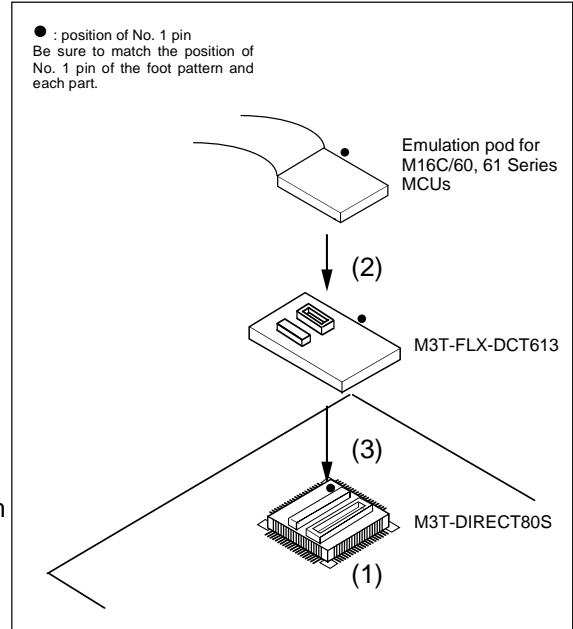 ● : position of No. 1 pin
Be sure to match the position of
No. 1 pin of the foot pattern and
each part.
Emulation pod for
M16C/60, 61 Series
MCUs
(2)
M3T-FLX-DCT613
(3)
M3T-DIRECT80S
(1)